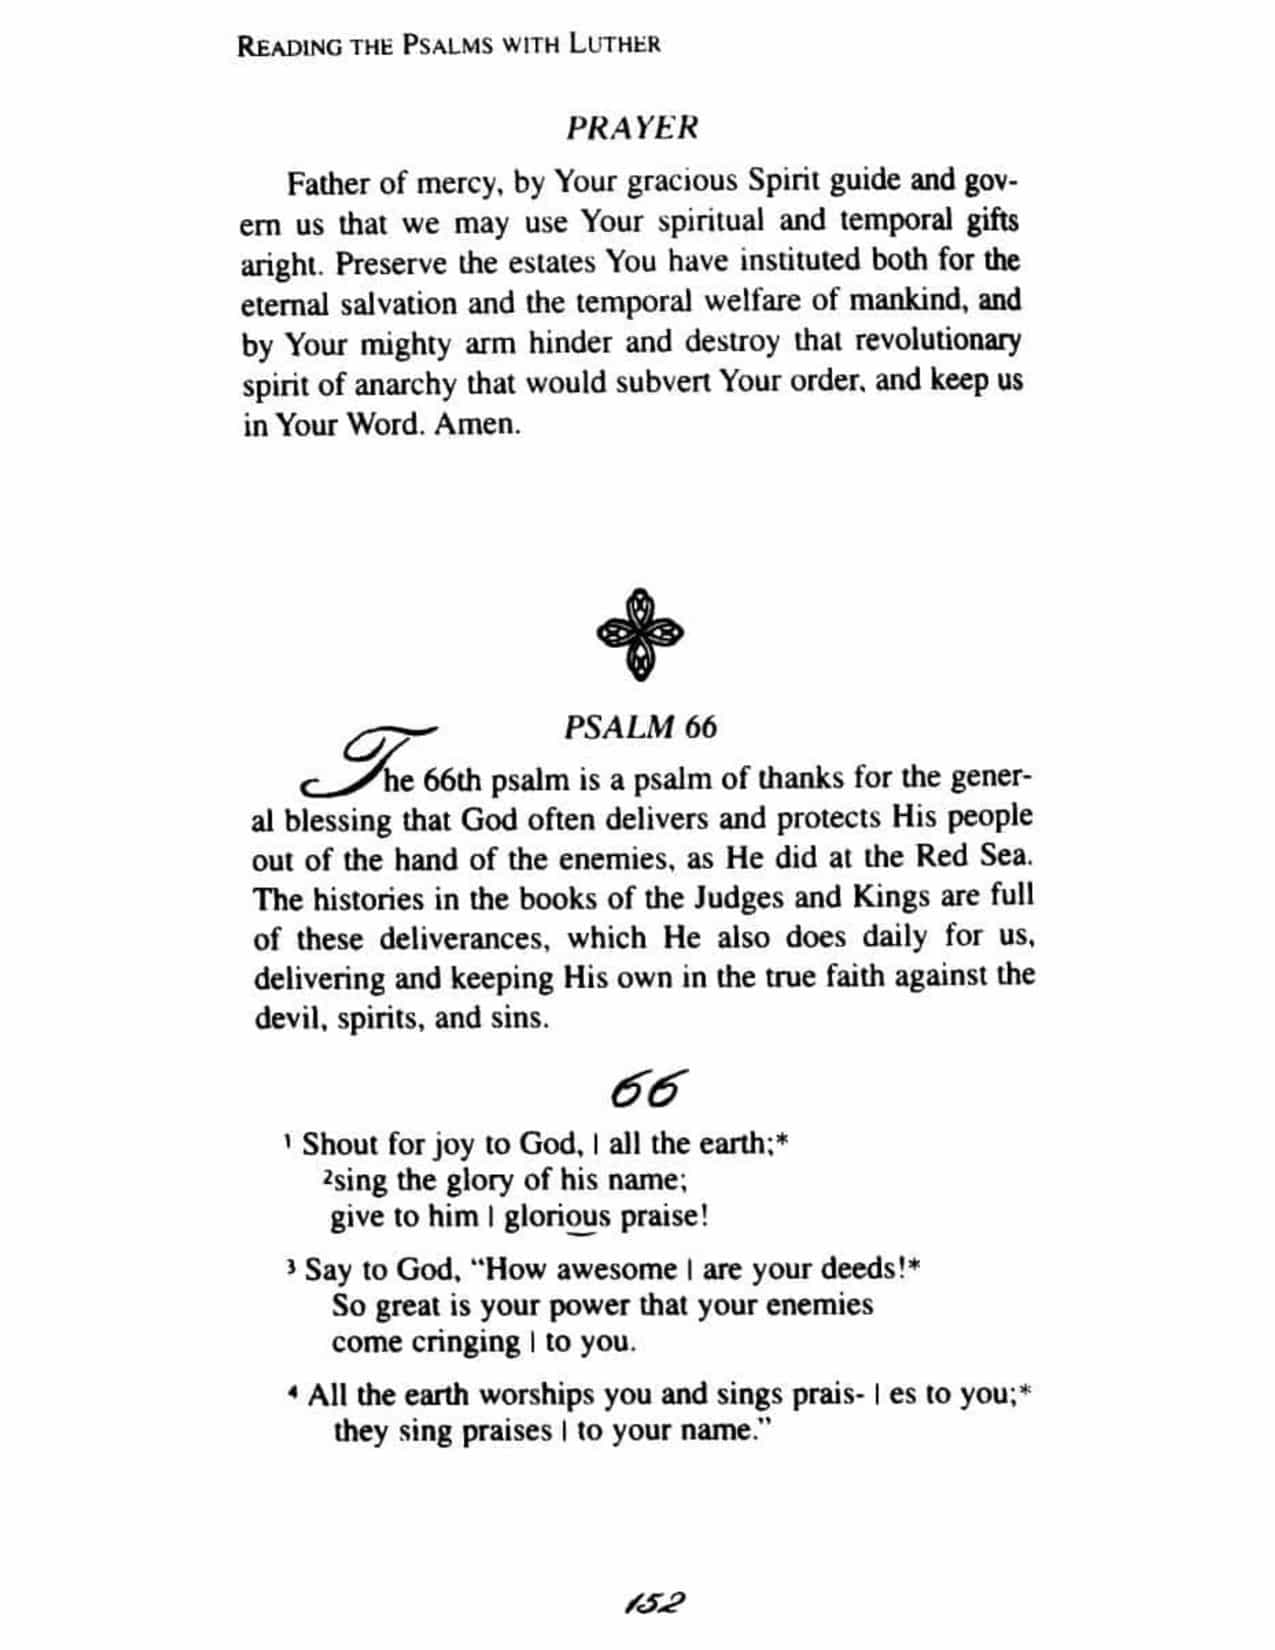 READING THE PSALMS WITH LUTHER
PRAYER
Father of mercy, by Your gracious Spirit guide and gov-
ern us that we may use Your spiritual and temporal gifts
aright. Preserve the estates You have instituted both for the
eternal salvation and the temporal welfare of mankind, and
by Your mighty arm hinder and destroy that revolutionary
spirit of anarchy that would subvert Your order, and keep us
in Your Word. Amen.
PSALM 66
The 66th psalm is a psalm of thanks for the gener-
al blessing that God often delivers and protects His people
out of the hand of the enemies, as He did at the Red Sea.
The histories in the books of the Judges and Kings are full
of these deliverances, which He also does daily for us,
delivering and keeping His own in the true faith against the
devil, spirits, and sins.
66
¹ Shout for joy to God, | all the earth;*
²sing the glory of his name;
give to him | glorious praise!
³ Say to God, “How awesome | are your deeds!*
So great is your power that your enemies
come cringing | to you.
⁴ All the earth worships you and sings prais- | es to you;*
they sing praises | to your name.”
152